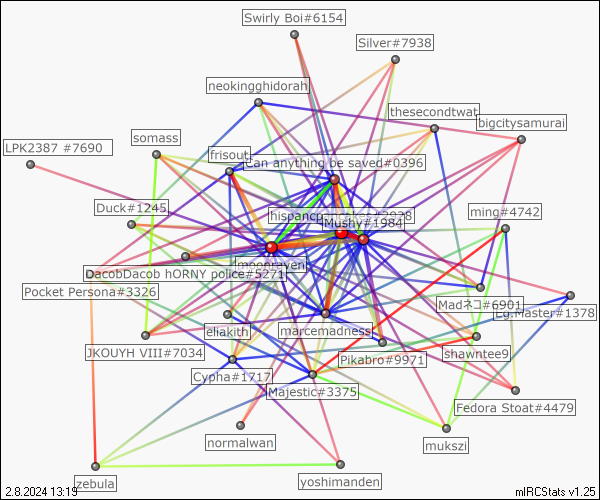 Swirly Boi#6154
Silver#7938
neokingghidorah
thesecondtwat
bigcitysamurai
somass
LPK2387 #7690
frisout
Can anything be saved#0396
Duck#1245
Mushy#1984
ming#4742
moonraven
DacobDacob hORNY police#5271
Pocket Persona#3326
Madネコ#6901
Eg.Master#1378
eliakith
marcemadness
JKOUYH VIII#7034
Pikabro#9971
shawntee9
Cypha#1717
Majestic#3375
Fedora Stoat#4479
normalwan
mukszi
zebula
yoshimanden
2.8.2024 13:19
mIRCStats v1.25